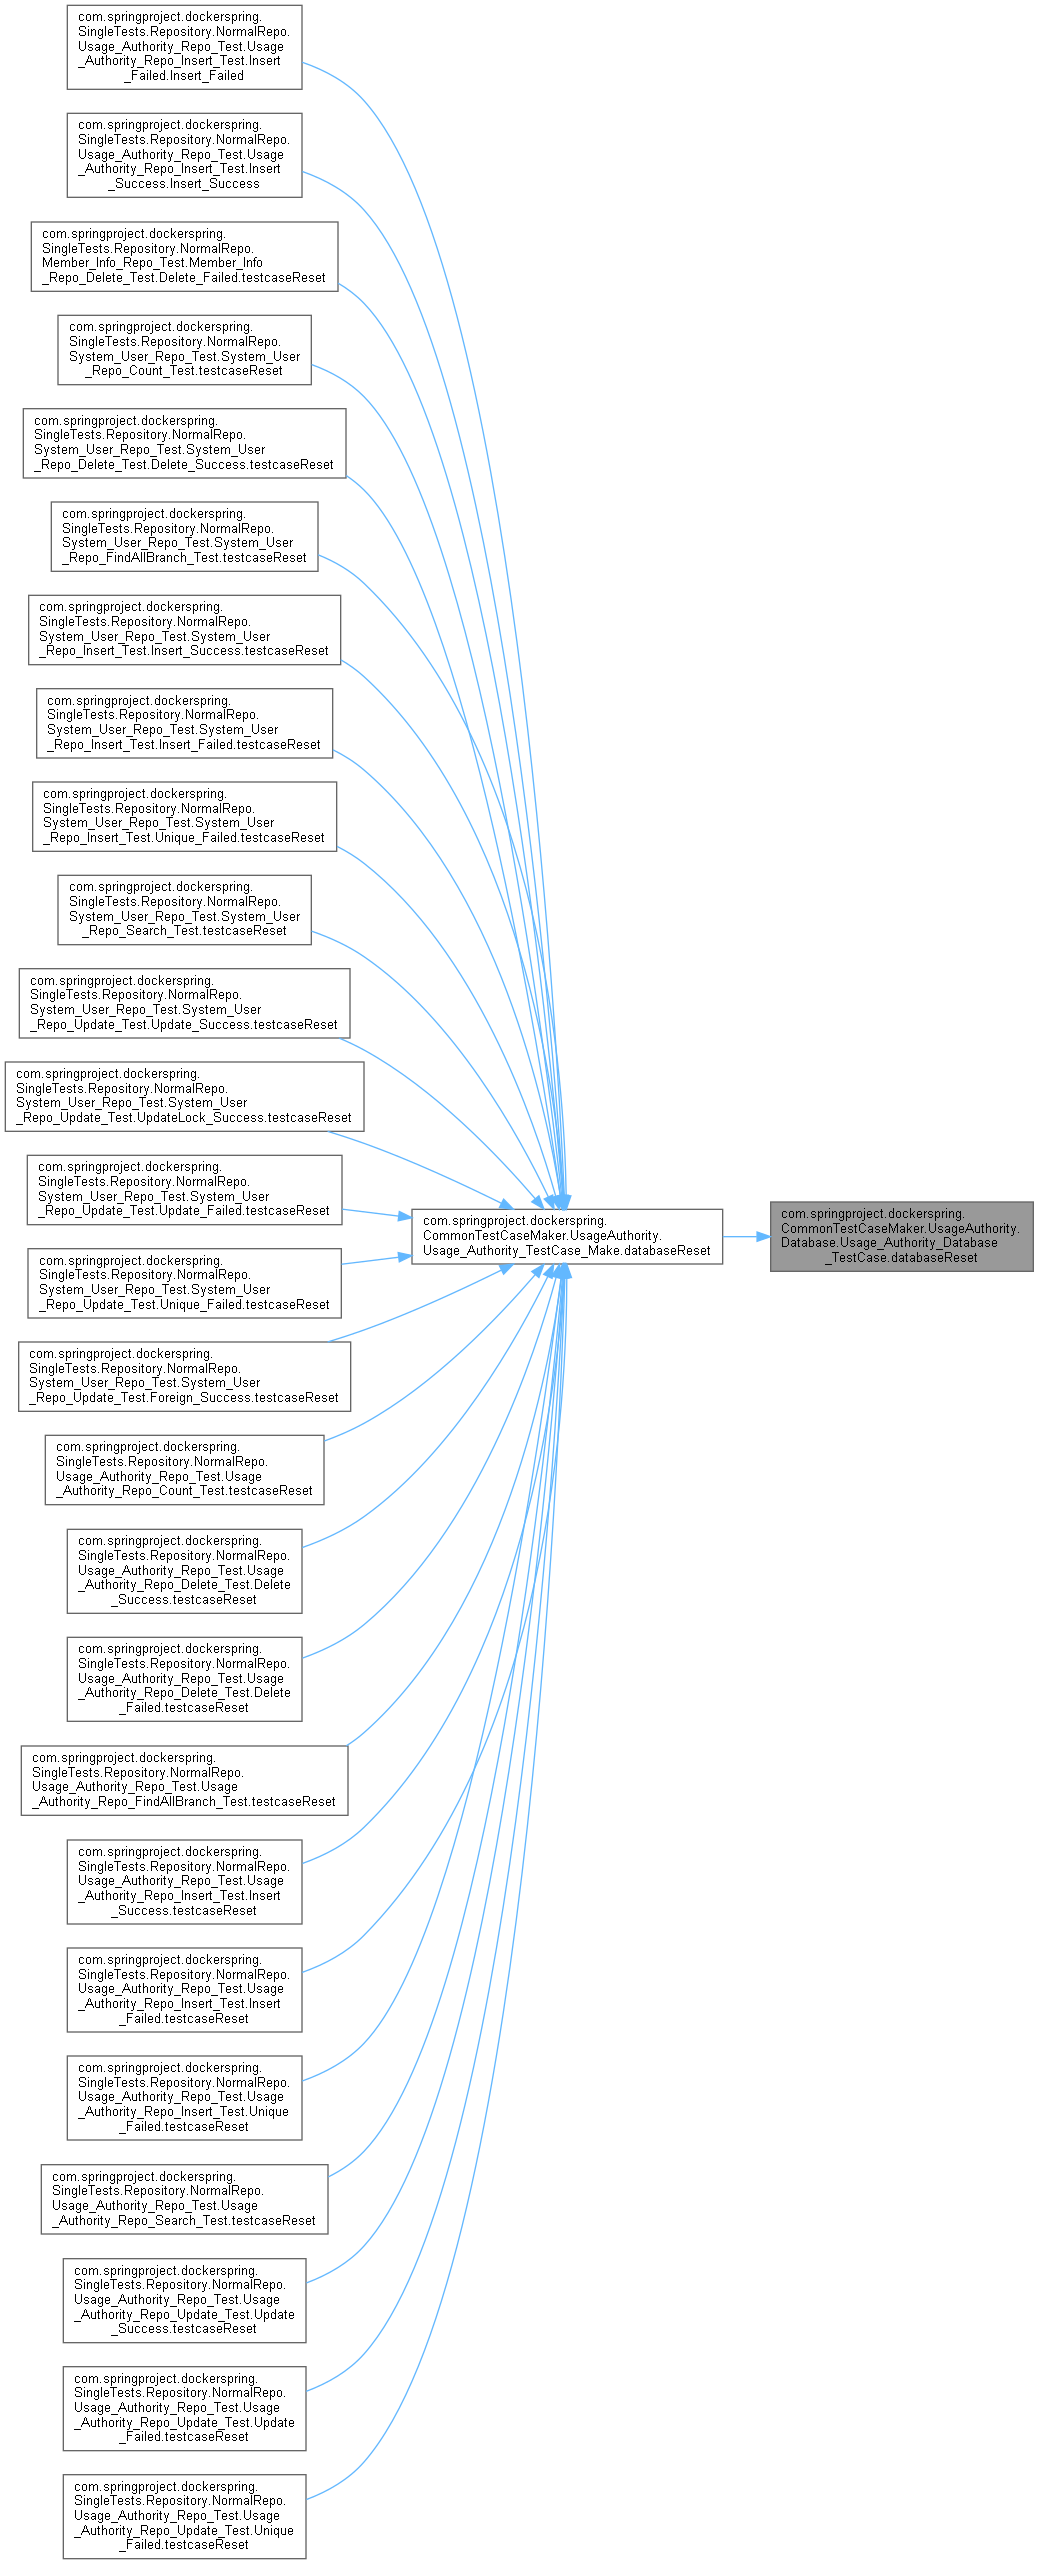 com.springproject.dockerspring.
SingleTests.Repository.NormalRepo.
Usage_Authority_Repo_Test.Usage
_Authority_Repo_Insert_Test.Insert
_Failed.Insert_Failed
com.springproject.dockerspring.
SingleTests.Repository.NormalRepo.
Usage_Authority_Repo_Test.Usage
_Authority_Repo_Insert_Test.Insert
_Success.Insert_Success
com.springproject.dockerspring.
SingleTests.Repository.NormalRepo.
Member_Info_Repo_Test.Member_Info
_Repo_Delete_Test.Delete_Failed.testcaseReset
com.springproject.dockerspring.
SingleTests.Repository.NormalRepo.
System_User_Repo_Test.System_User
_Repo_Count_Test.testcaseReset
com.springproject.dockerspring.
SingleTests.Repository.NormalRepo.
System_User_Repo_Test.System_User
_Repo_Delete_Test.Delete_Success.testcaseReset
com.springproject.dockerspring.
SingleTests.Repository.NormalRepo.
System_User_Repo_Test.System_User
_Repo_FindAllBranch_Test.testcaseReset
com.springproject.dockerspring.
SingleTests.Repository.NormalRepo.
System_User_Repo_Test.System_User
_Repo_Insert_Test.Insert_Success.testcaseReset
com.springproject.dockerspring.
SingleTests.Repository.NormalRepo.
System_User_Repo_Test.System_User
_Repo_Insert_Test.Insert_Failed.testcaseReset
com.springproject.dockerspring.
SingleTests.Repository.NormalRepo.
System_User_Repo_Test.System_User
_Repo_Insert_Test.Unique_Failed.testcaseReset
com.springproject.dockerspring.
SingleTests.Repository.NormalRepo.
System_User_Repo_Test.System_User
_Repo_Search_Test.testcaseReset
com.springproject.dockerspring.
SingleTests.Repository.NormalRepo.
System_User_Repo_Test.System_User
_Repo_Update_Test.Update_Success.testcaseReset
com.springproject.dockerspring.
SingleTests.Repository.NormalRepo.
System_User_Repo_Test.System_User
_Repo_Update_Test.UpdateLock_Success.testcaseReset
com.springproject.dockerspring.
SingleTests.Repository.NormalRepo.
System_User_Repo_Test.System_User
_Repo_Update_Test.Update_Failed.testcaseReset
com.springproject.dockerspring.
SingleTests.Repository.NormalRepo.
System_User_Repo_Test.System_User
_Repo_Update_Test.Unique_Failed.testcaseReset
com.springproject.dockerspring.
SingleTests.Repository.NormalRepo.
System_User_Repo_Test.System_User
_Repo_Update_Test.Foreign_Success.testcaseReset
com.springproject.dockerspring.
SingleTests.Repository.NormalRepo.
Usage_Authority_Repo_Test.Usage
_Authority_Repo_Count_Test.testcaseReset
com.springproject.dockerspring.
SingleTests.Repository.NormalRepo.
Usage_Authority_Repo_Test.Usage
_Authority_Repo_Delete_Test.Delete
_Success.testcaseReset
com.springproject.dockerspring.
SingleTests.Repository.NormalRepo.
Usage_Authority_Repo_Test.Usage
_Authority_Repo_Delete_Test.Delete
_Failed.testcaseReset
com.springproject.dockerspring.
SingleTests.Repository.NormalRepo.
Usage_Authority_Repo_Test.Usage
_Authority_Repo_FindAllBranch_Test.testcaseReset
com.springproject.dockerspring.
SingleTests.Repository.NormalRepo.
Usage_Authority_Repo_Test.Usage
_Authority_Repo_Insert_Test.Insert
_Success.testcaseReset
com.springproject.dockerspring.
SingleTests.Repository.NormalRepo.
Usage_Authority_Repo_Test.Usage
_Authority_Repo_Insert_Test.Insert
_Failed.testcaseReset
com.springproject.dockerspring.
SingleTests.Repository.NormalRepo.
Usage_Authority_Repo_Test.Usage
_Authority_Repo_Insert_Test.Unique
_Failed.testcaseReset
com.springproject.dockerspring.
SingleTests.Repository.NormalRepo.
Usage_Authority_Repo_Test.Usage
_Authority_Repo_Search_Test.testcaseReset
com.springproject.dockerspring.
SingleTests.Repository.NormalRepo.
Usage_Authority_Repo_Test.Usage
_Authority_Repo_Update_Test.Update
_Success.testcaseReset
com.springproject.dockerspring.
SingleTests.Repository.NormalRepo.
Usage_Authority_Repo_Test.Usage
_Authority_Repo_Update_Test.Update
_Failed.testcaseReset
com.springproject.dockerspring.
SingleTests.Repository.NormalRepo.
Usage_Authority_Repo_Test.Usage
_Authority_Repo_Update_Test.Unique
_Failed.testcaseReset
com.springproject.dockerspring.
CommonTestCaseMaker.UsageAuthority.
Usage_Authority_TestCase_Make.databaseReset
com.springproject.dockerspring.
CommonTestCaseMaker.UsageAuthority.
Database.Usage_Authority_Database
_TestCase.databaseReset